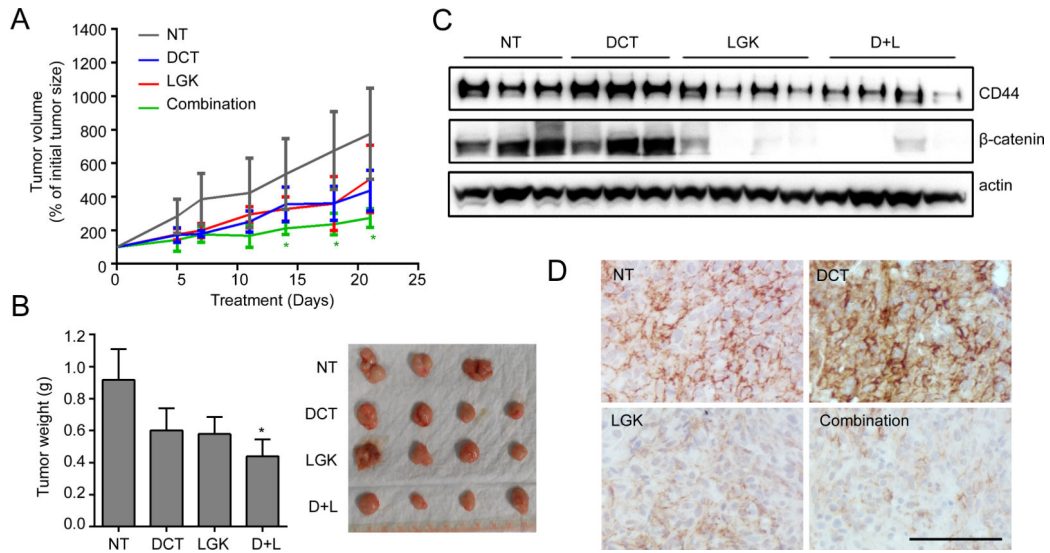 A
NT
DCT
LGK
Combination
Tumor volume
(% of initial tumor size)
1400
1200
1000
800
600
400
200
0
0 5 10 15 20 25
* * *
Treatment (Days)
B
Tumor weight (g)
1.2
1.0
0.8
0.6
0.4
0.2
0.0
*
NT DCT LGK D+L
NT
DCT
LGK
D+L
C
NT DCT LGK D+L
CD44
β-catenin
actin
D
NT
DCT
LGK
Combination